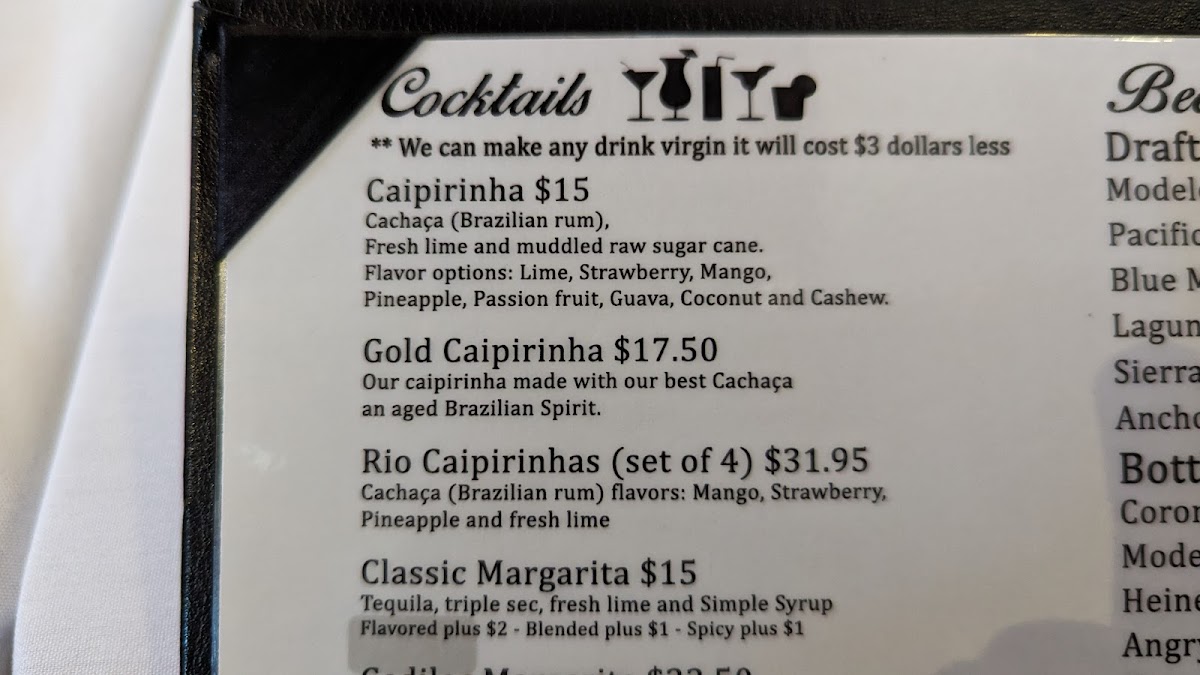 Cocktails
** We can make any drink virgin it will cost $3 dollars less
Caipirinha $15
Cachaça (Brazilian rum),
Fresh lime and muddled raw sugar cane.
Flavor options: Lime, Strawberry, Mango,
Pineapple, Passion fruit, Guava, Coconut and Cashew.
Gold Caipirinha $17.50
Our caipirinha made with our best Cachaça
an aged Brazilian Spirit.
Rio Caipirinhas (set of 4) $31.95
Cachaça (Brazilian rum) flavors: Mango, Strawberry,
Pineapple and fresh lime
Classic Margarita $15
Tequila, triple sec, fresh lime and Simple Syrup
Flavored plus $2 - Blended plus $1 - Spicy plus $1
Draft
Blue